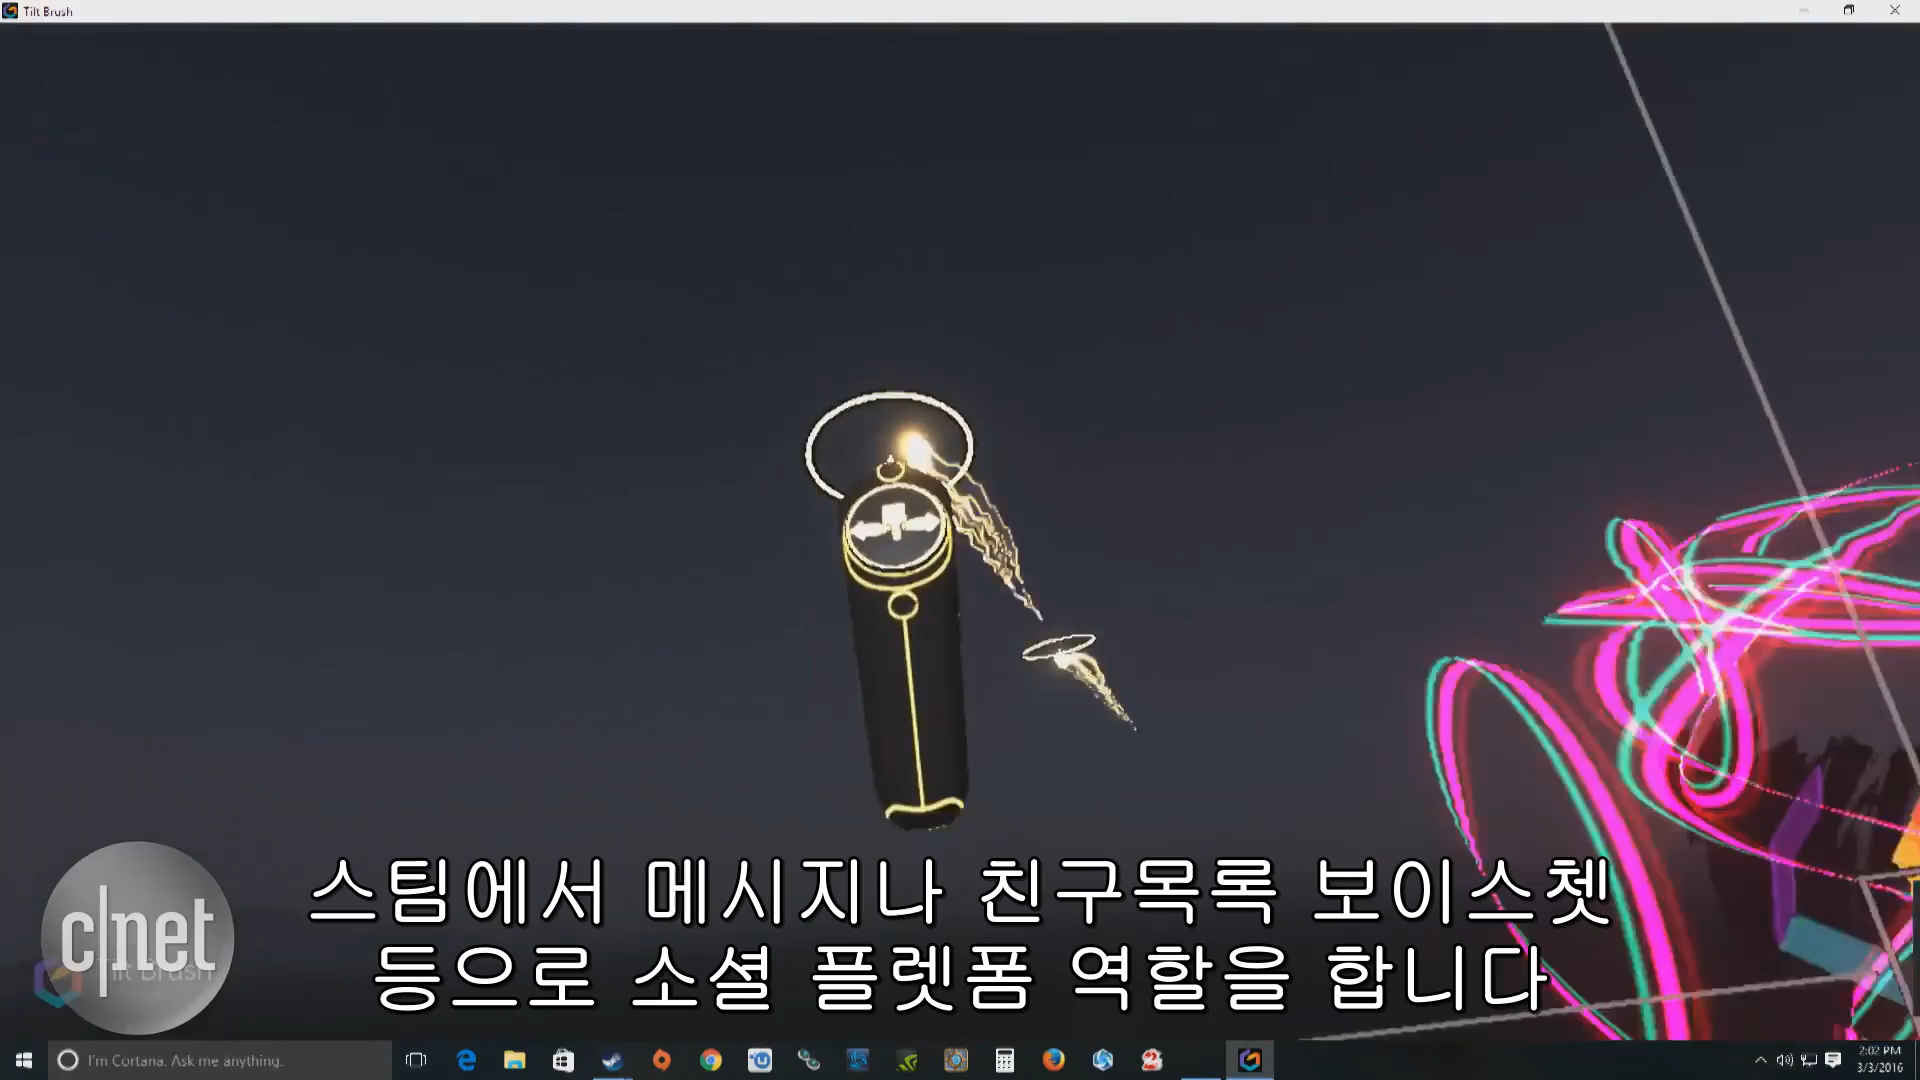 Tilt Brush
스팀에서 메시지나 친구목록 보이스쳇
등으로 소셜 플렛폼 역할을 합니다
c|net
Tilt Brush
I'm Cortana. Ask me anything.
2:02 PM
3/3/2016